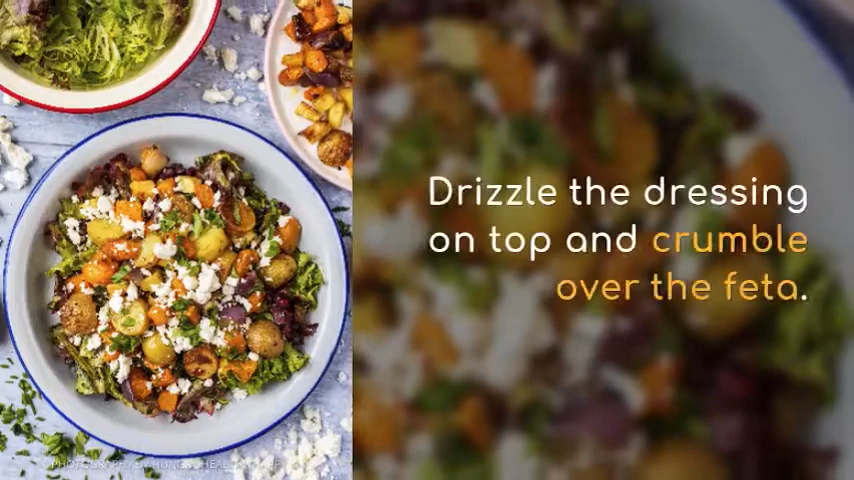 Drizzle the dressing
on top and crumble
over the feta.